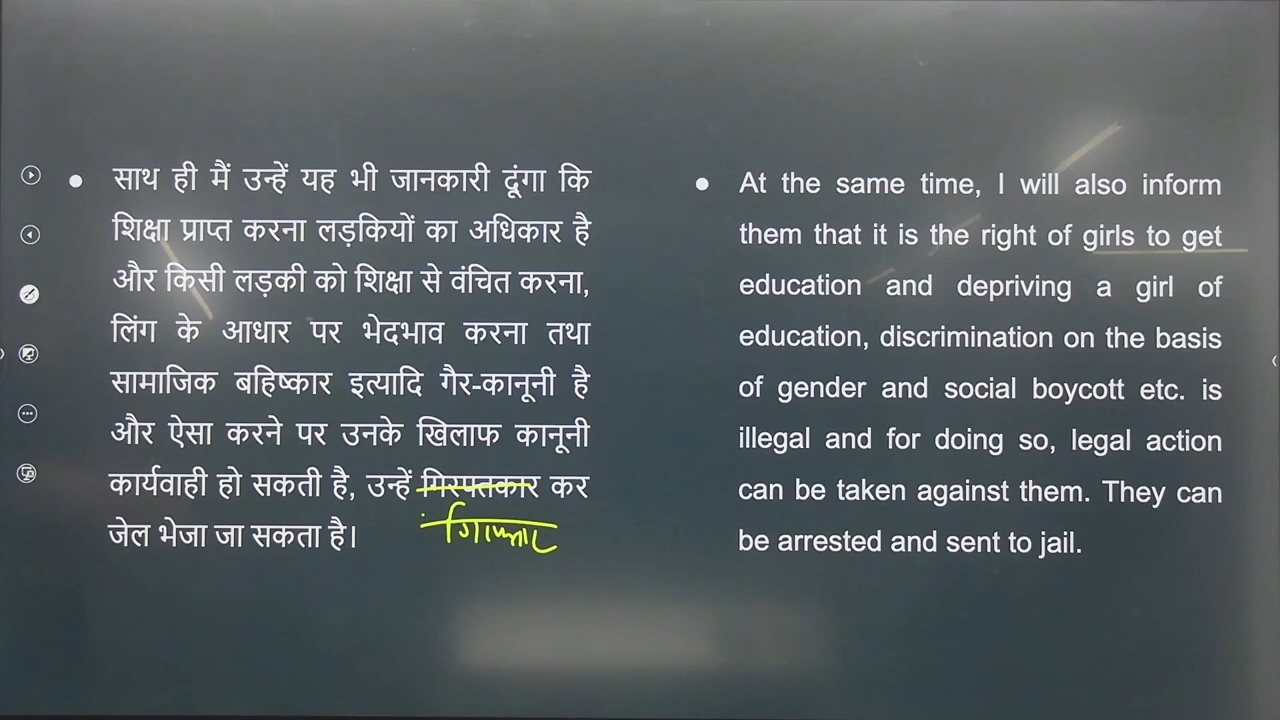 साथ ही मैं उन्हें यह भी जानकारी दूंगा कि
शिक्षा प्राप्त करना लड़कियों का अधिकार है
और किसी लड़की को शिक्षा से वंचित करना,
लिंग के आधार पर भेदभाव करना तथा
सामाजिक बहिष्कार इत्यादि गैर-कानूनी है
और ऐसा करने पर उनके खिलाफ कानूनी
कार्यवाही हो सकती है, उन्हें गिरपतकार कर
जेल भेजा जा सकता है।
गिरफ्तार
At the same time, I will also inform
them that it is the right of girls to get
education and depriving a girl of
education, discrimination on the basis
of gender and social boycott etc. is
illegal and for doing so, legal action
can be taken against them. They can
be arrested and sent to jail.